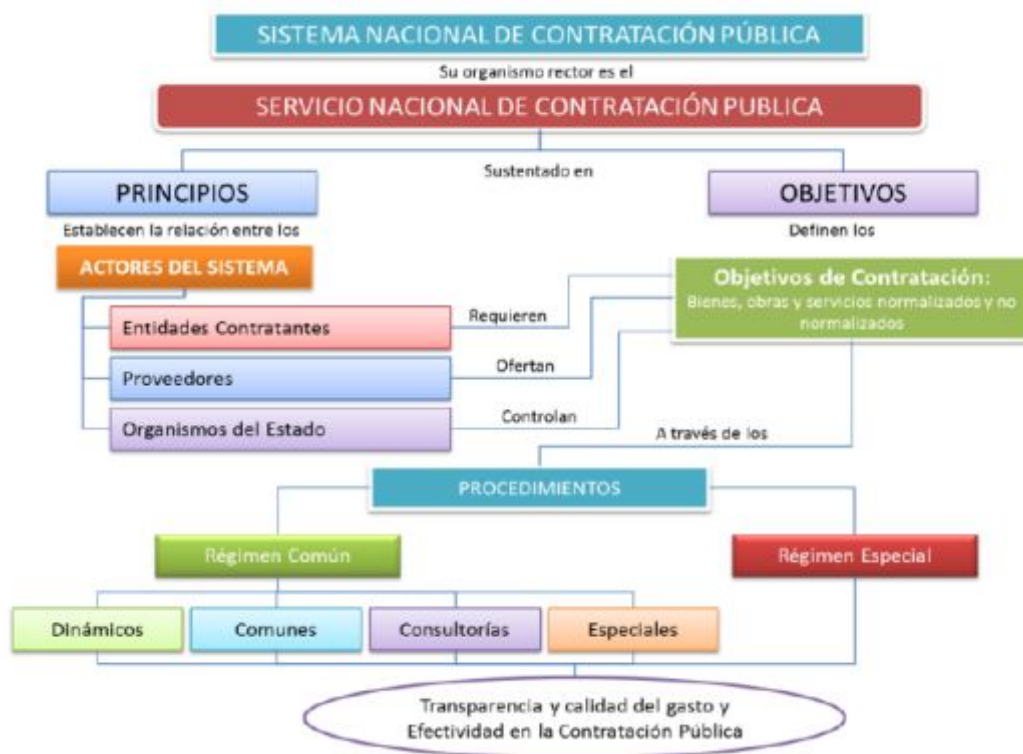 SISTEMA NACIONAL DE CONTRATACIÓN PÚBLICA
Su organismo rector es el
SERVICIO NACIONAL DE CONTRATACIÓN PUBLICA
Sustentado en
PRINCIPIOS
OBJETIVOS
Establecen la relación entre los
Definen los
ACTORES DEL SISTEMA
Objetivos de Contratación:
Bienes, obras y servicios normalizados y no
normalizados
Entidades Contratantes
Requieren
Proveedores
Ofertan
Organismos del Estado
Controlan
A través de los
PROCEDIMIENTOS
Régimen Común
Régimen Especial
Dinámicos
Comunes
Consultorías
Especiales
Transparencia y calidad del gasto y
Efectividad en la Contratación Pública